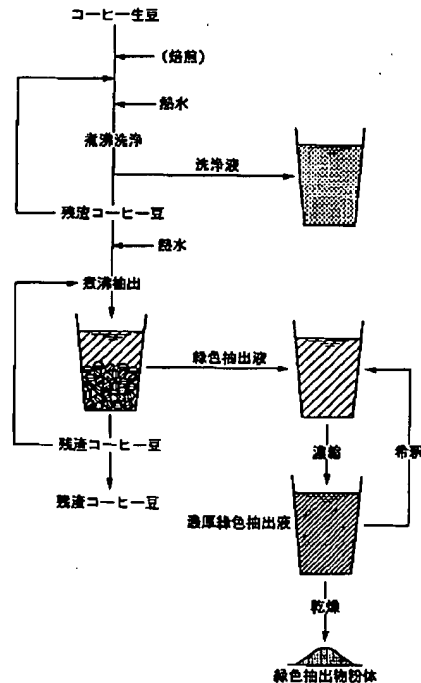 コーヒー生豆
(焙煎)
熱水
煮沸洗浄
洗浄液
残渣コーヒー豆
熱水
煮沸抽出
緑色抽出液
残渣コーヒー豆
濃縮
希釈
残渣コーヒー豆
濃厚緑色抽出液
乾燥
緑色抽出物粉体